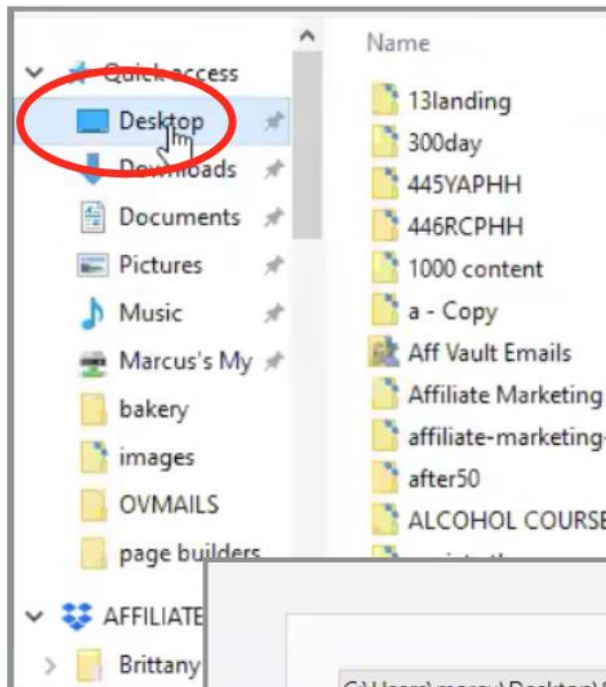 Quick access
Desktop
Downloads
Documents
Pictures
Music
Marcus's My
bakery
images
OVMAILS
page builders
AFFILIATE
Brittany
Name
13landing
300day
445YAPHH
446RCPHH
1000 content
a - Copy
Aff Vault Emails
Affiliate Marketing
affiliate-marketing-
after50
ALCOHOL COURSE